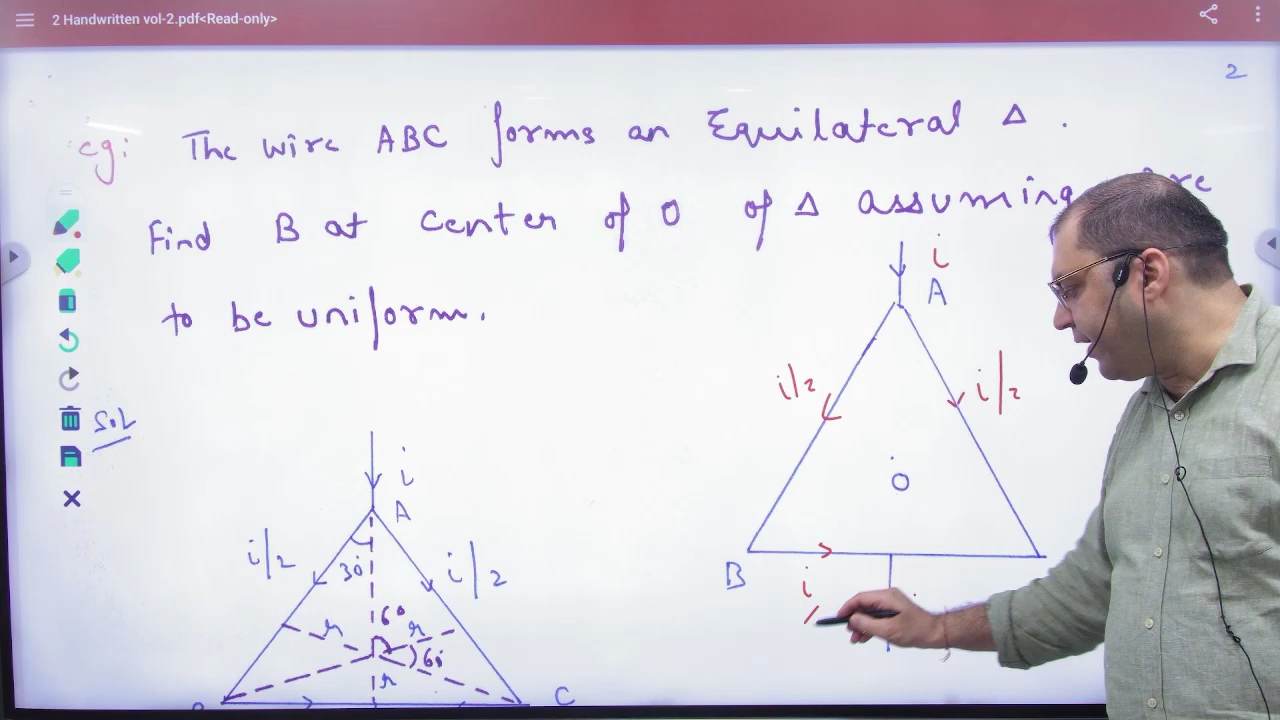 2 Handwritten vol-2.pdf<Read-only>
2
eg: The wire ABC forms an Equilateral Δ.
Find B at center of O of Δ assuming
to be uniform.
i
A
i/2
i/2
O
B
i
Sol
i
A
i/2
30°
i/2
60
r
r
60°
r
C